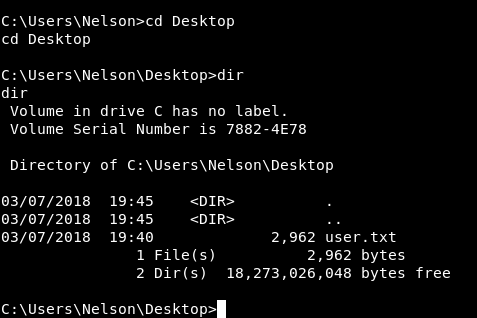 C:\Users\Nelson>cd Desktop
cd Desktop
C:\Users\Nelson\Desktop>dir
dir
 Volume in drive C has no label.
 Volume Serial Number is 7882-4E78
 Directory of C:\Users\Nelson\Desktop
03/07/2018  19:45    <DIR>          .
03/07/2018  19:45    <DIR>          ..
03/07/2018  19:40             2,962 user.txt
               1 File(s)          2,962 bytes
               2 Dir(s)  18,273,026,048 bytes free
C:\Users\Nelson\Desktop>